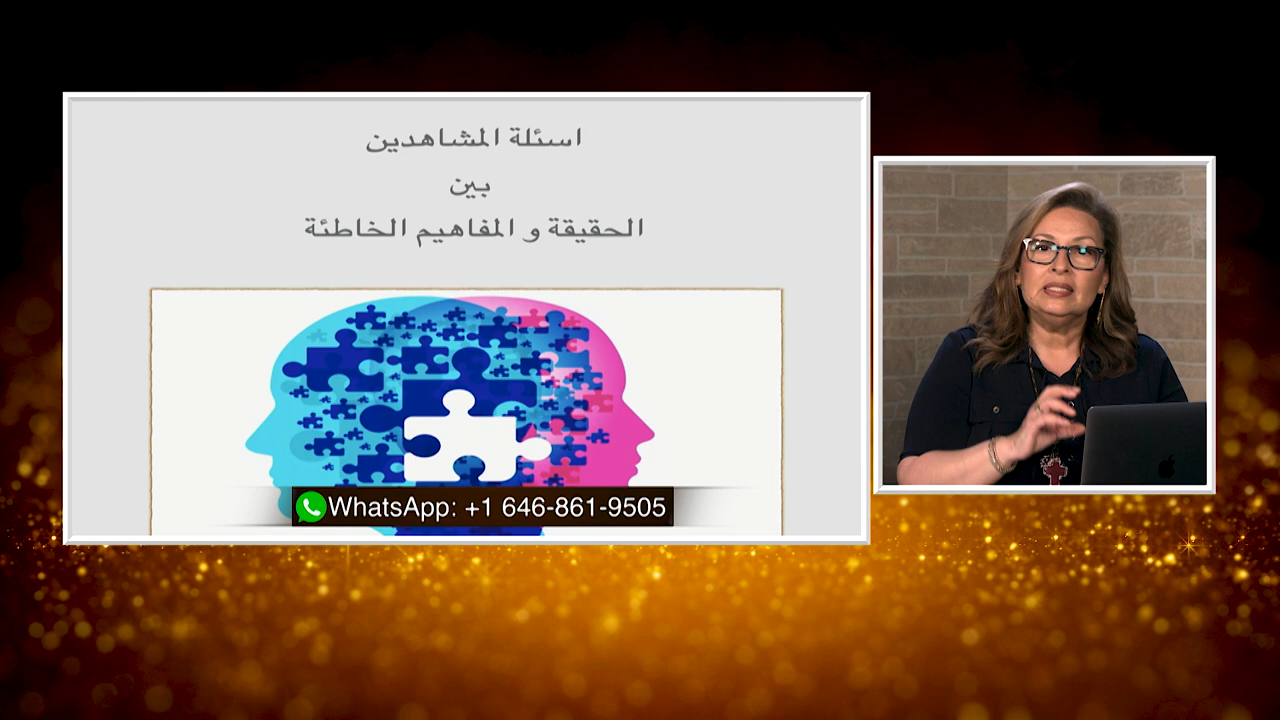 اسئلة المشاهدين
بين
الحقيقة و المفاهيم الخاطئة
WhatsApp: +1 646-861-9505